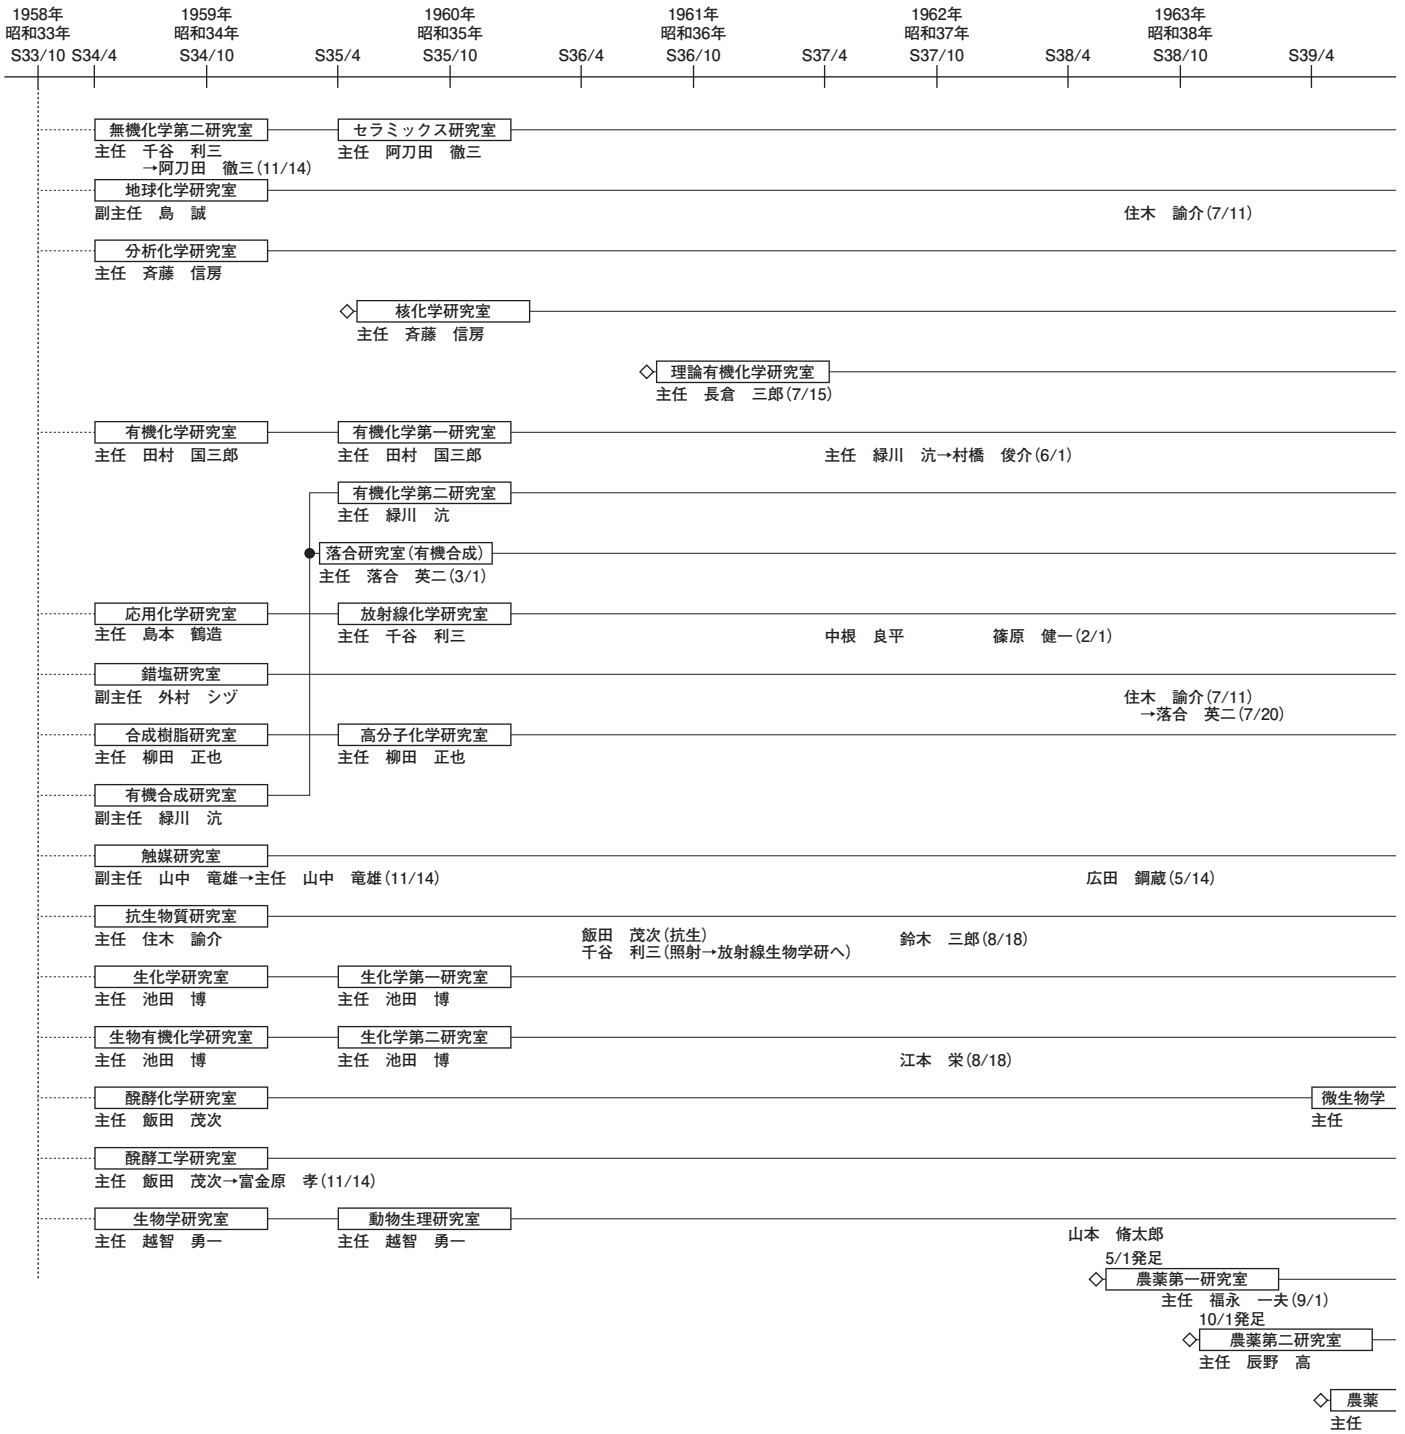 1958年 1959年 1960年 1961年 1962年 1963年
昭和33年 昭和34年 昭和35年 昭和36年 昭和37年 昭和38年
S33/10 S34/4 S34/10 S35/4 S35/10 S36/4 S36/10 S37/4 S37/10 S38/4 S38/10 S39/4
無機化学第二研究室 セラミックス研究室
主任 千谷 利三 主任 阿刀田 徹三
→阿刀田 徹三(11/14)
地球化学研究室
副主任 島 誠 住木 諭介(7/11)
分析化学研究室
主任 斉藤 信房
核化学研究室
主任 斉藤 信房
理論有機化学研究室
主任 長倉 三郎(7/15)
有機化学研究室 有機化学第一研究室
主任 田村 国三郎 主任 田村 国三郎 主任 緑川 沆→村橋 俊介(6/1)
有機化学第二研究室
主任 緑川 沆
落合研究室(有機合成)
主任 落合 英二(3/1)
応用化学研究室 放射線化学研究室
主任 島本 鶴造 主任 千谷 利三 中根 良平 篠原 健一(2/1)
錯塩研究室
副主任 外村 シヅ 住木 諭介(7/11)
→落合 英二(7/20)
合成樹脂研究室 高分子化学研究室
主任 柳田 正也 主任 柳田 正也
有機合成研究室
副主任 緑川 沆
触媒研究室
副主任 山中 竜雄→主任 山中 竜雄(11/14) 広田 鋼蔵(5/14)
抗生物質研究室
主任 住木 諭介 飯田 茂次(抗生) 鈴木 三郎(8/18)
千谷 利三(照射→放射線生物学研へ)
生化学研究室 生化学第一研究室
主任 池田 博 主任 池田 博
生物有機化学研究室 生化学第二研究室
主任 池田 博 主任 池田 博 江本 栄(8/18)
醗酵化学研究室 微生物学
主任 飯田 茂次 主任
醗酵工学研究室
主任 飯田 茂次→富金原 孝(11/14)
生物学研究室 動物生理研究室
主任 越智 勇一 主任 越智 勇一 山本 脩太郎
5/1発足
農薬第一研究室
主任 福永 一夫(9/1)
10/1発足
農薬第二研究室
主任 辰野 高
農薬
主任